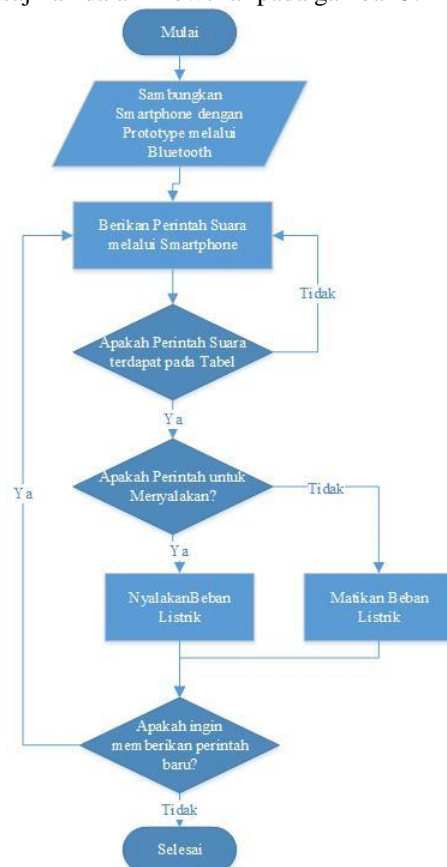 Mulai
Sambungkan
Smartphone dengan
Prototype melalui
Bluetooth
Berikan Perintah Suara
melalui Smartphone
Tidak
Apakah Perintah Suara
terdapat pada Tabel
Ya
Apakah Perintah untuk
Menyalakan?
Tidak
Ya
Ya
NyalakanBeban
Listrik
Matikan Beban
Listrik
Apakah ingin
memberikan perintah
baru?
Tidak
Selesai